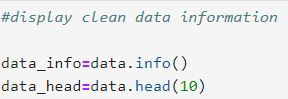 #display clean data information
data_info=data.info()
data_head=data.head(10)